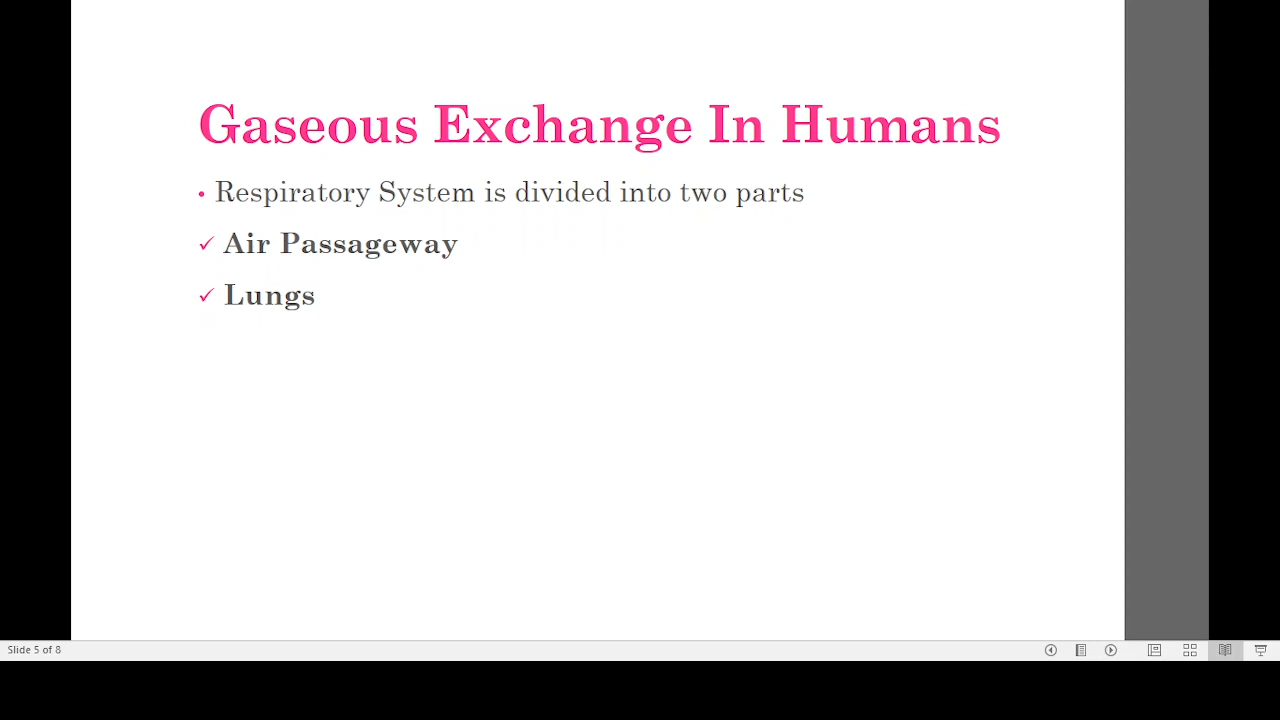 Gaseous Exchange In Humans
• Respiratory System is divided into two parts
✓ Air Passageway
✓ Lungs
Slide 5 of 8